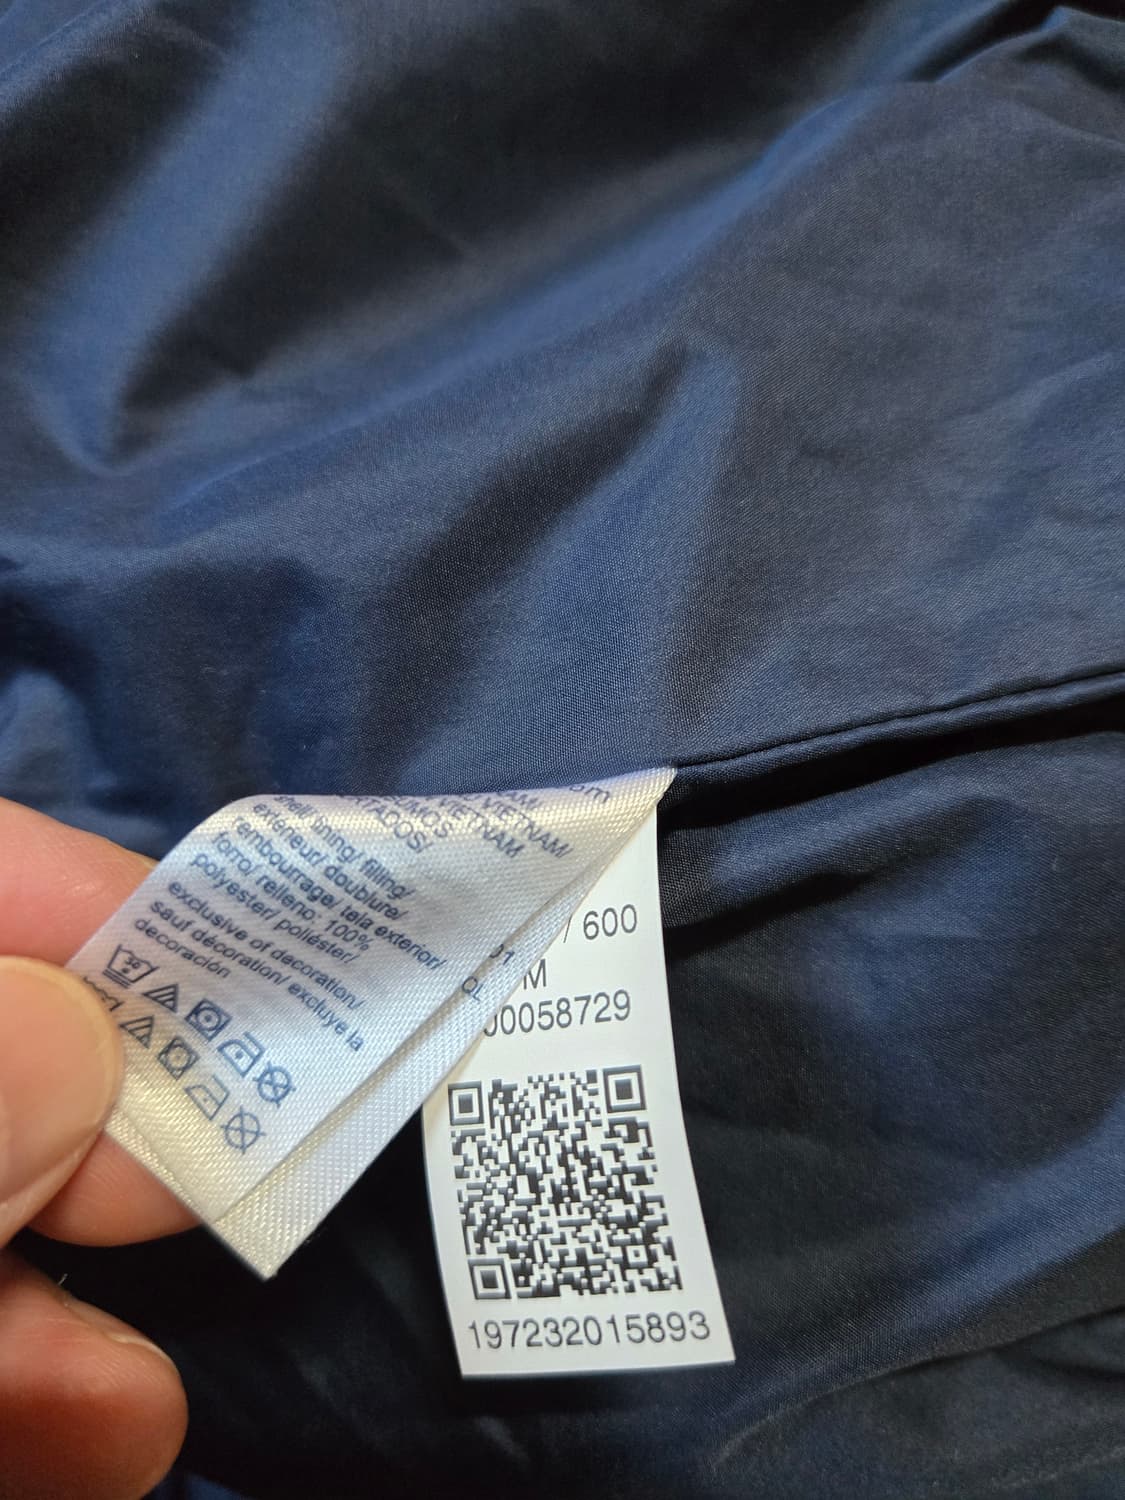 VIETNAM/
VIETNAM
shell/ lining/ filling/
extérieur/ doublure/
rembourrage/ tela exterior/
forro/ relleno: 100%
polyester/ poliéster/
exclusive of decoration/
sauf décoration/ excluye la
decoración
/ 600
M
00058729
197232015893